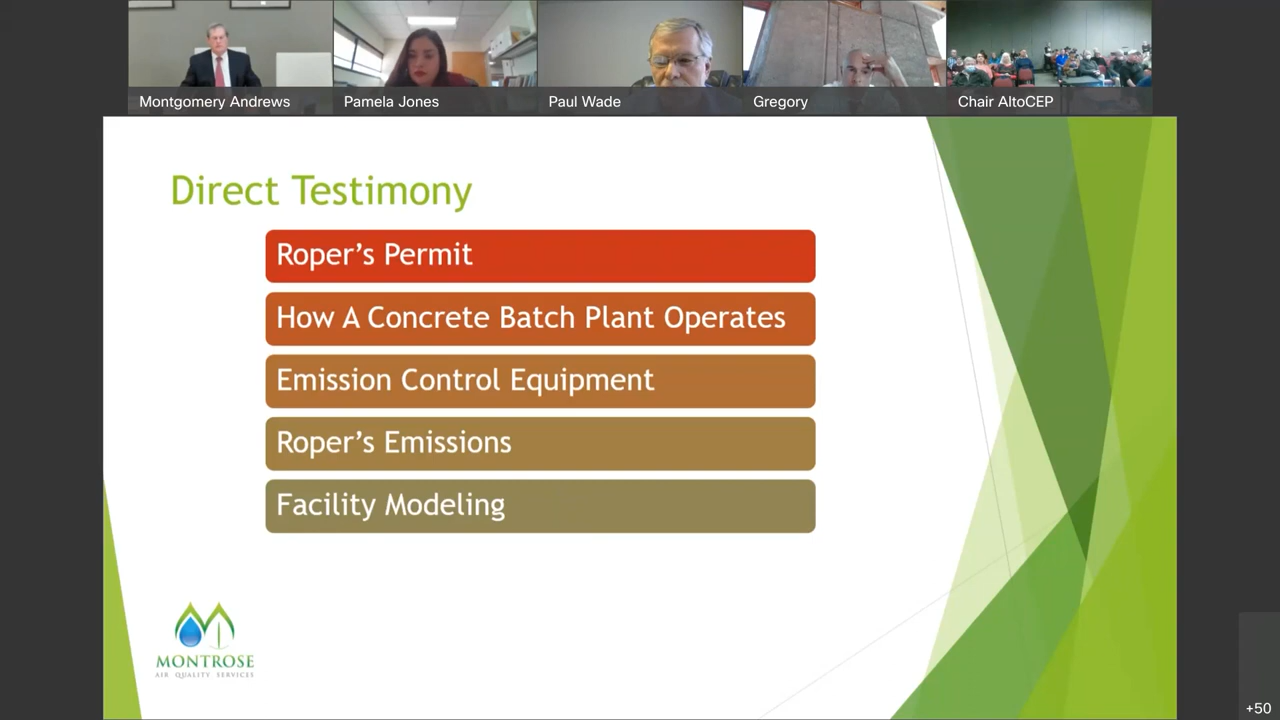 Montgomery Andrews
Pamela Jones
Paul Wade
Gregory
Chair AltoCEP
Direct Testimony
Roper's Permit
How A Concrete Batch Plant Operates
Emission Control Equipment
Roper's Emissions
Facility Modeling
MONTROSE
AIR QUALITY SERVICES
+50